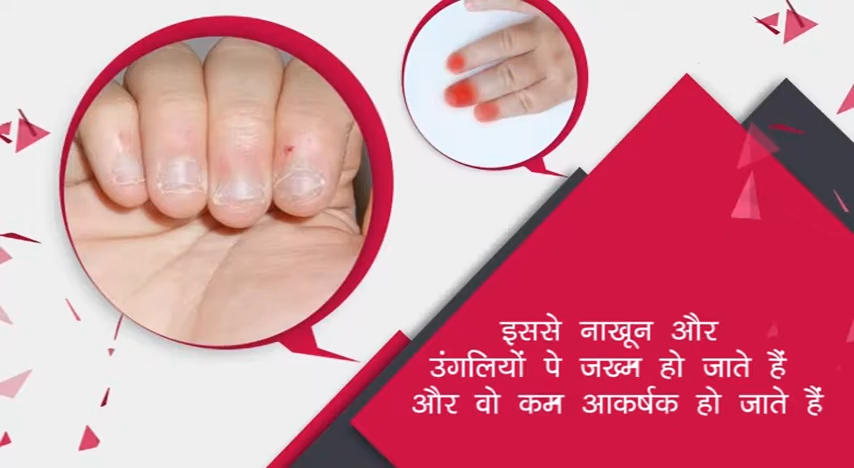 इससे नाखून और
उंगलियों पे जख्म हो जाते हैं
और वो कम आकर्षक हो जाते हैं